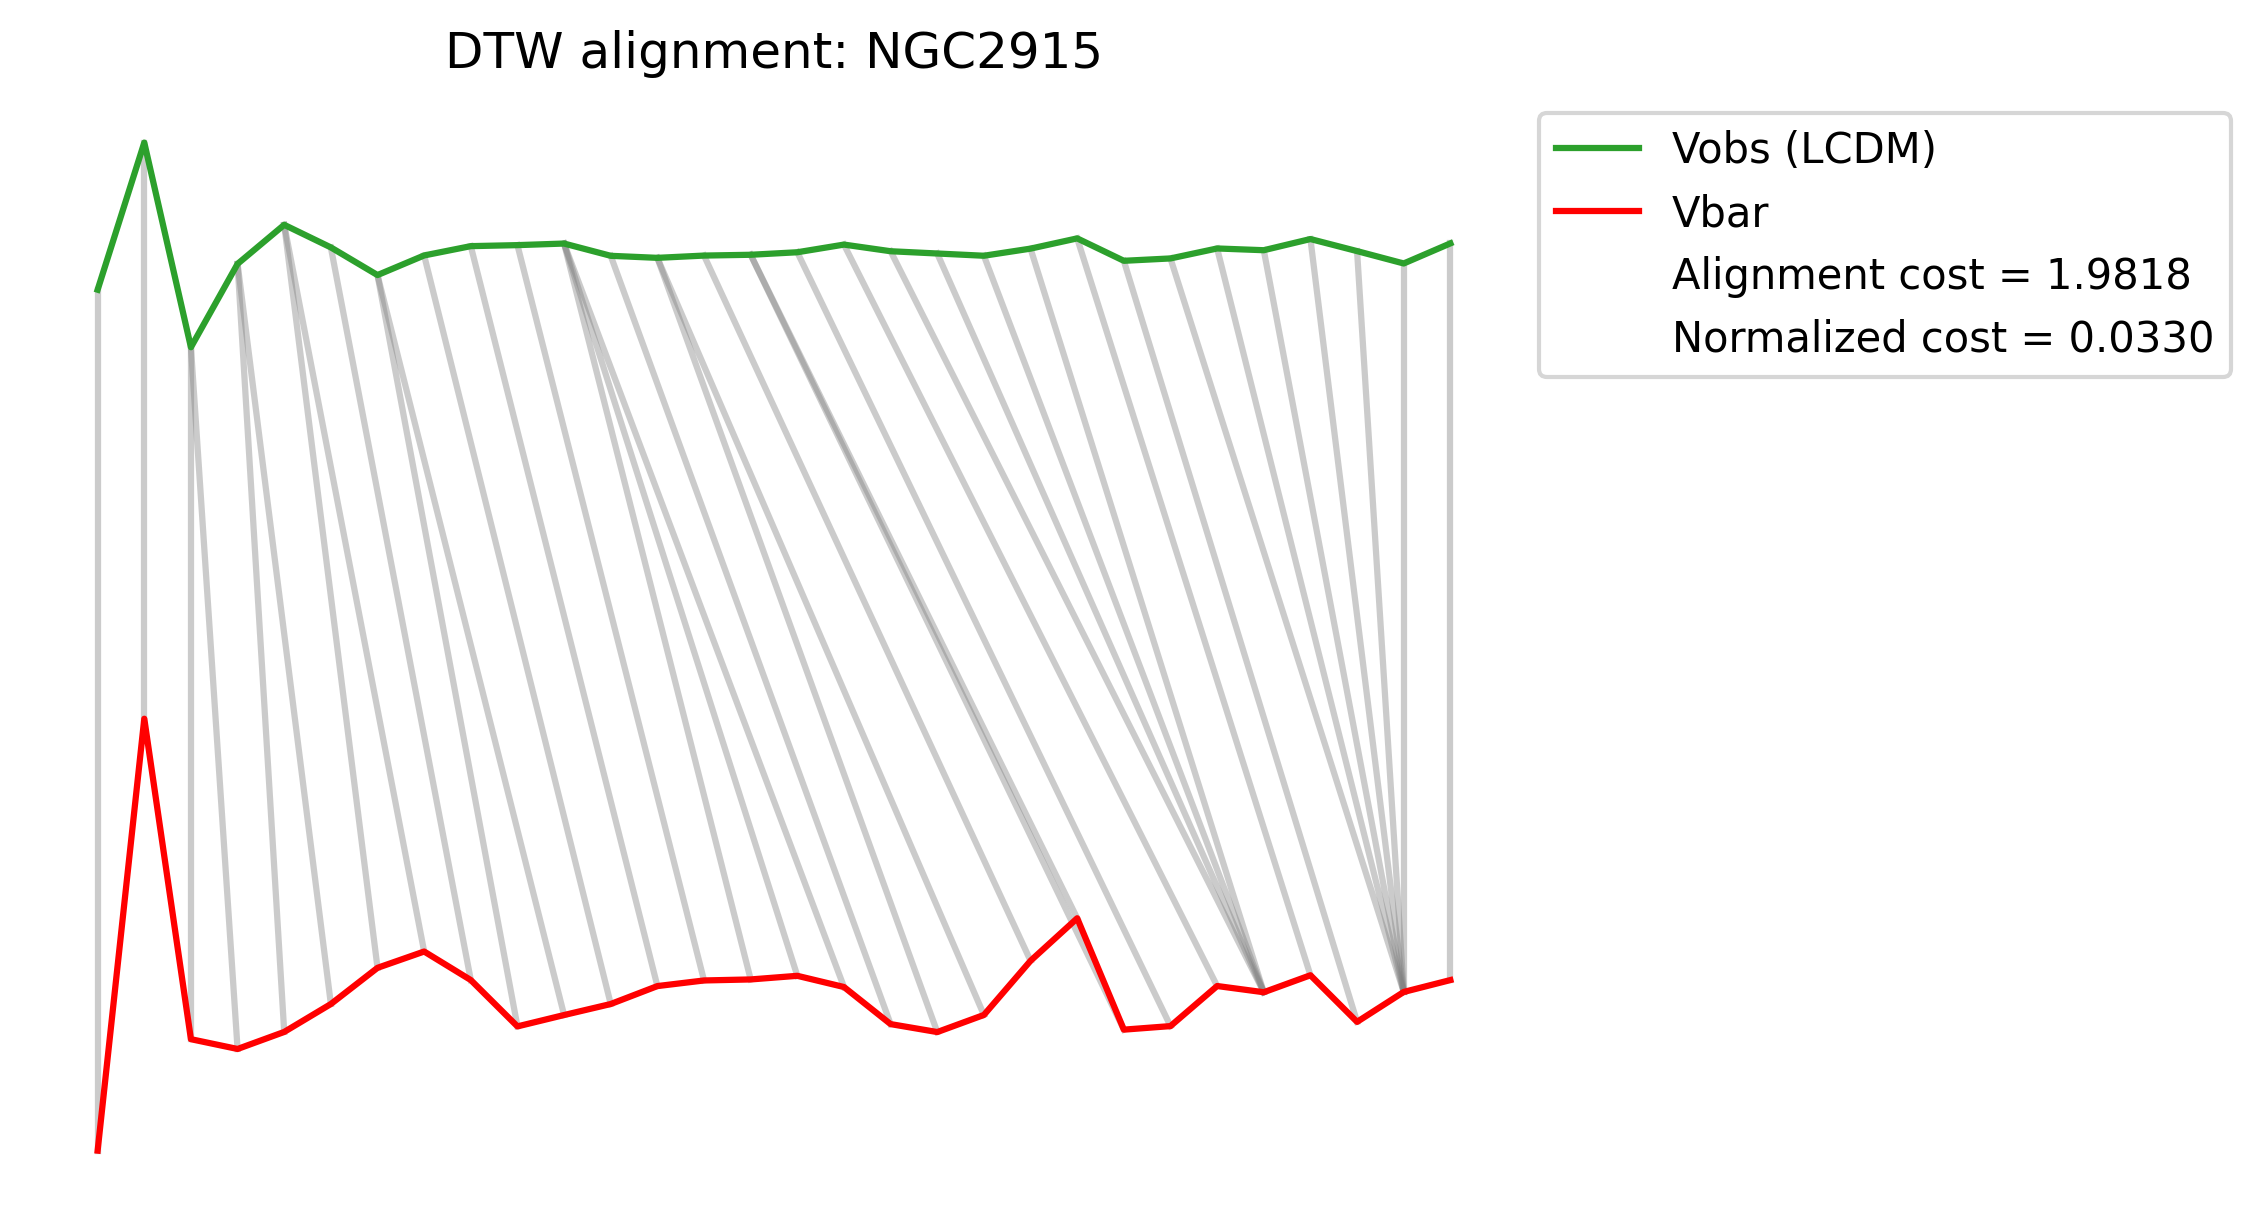 DTW alignment: NGC2915
Vobs (LCDM)
Vbar
Alignment cost = 1.9818
Normalized cost = 0.0330